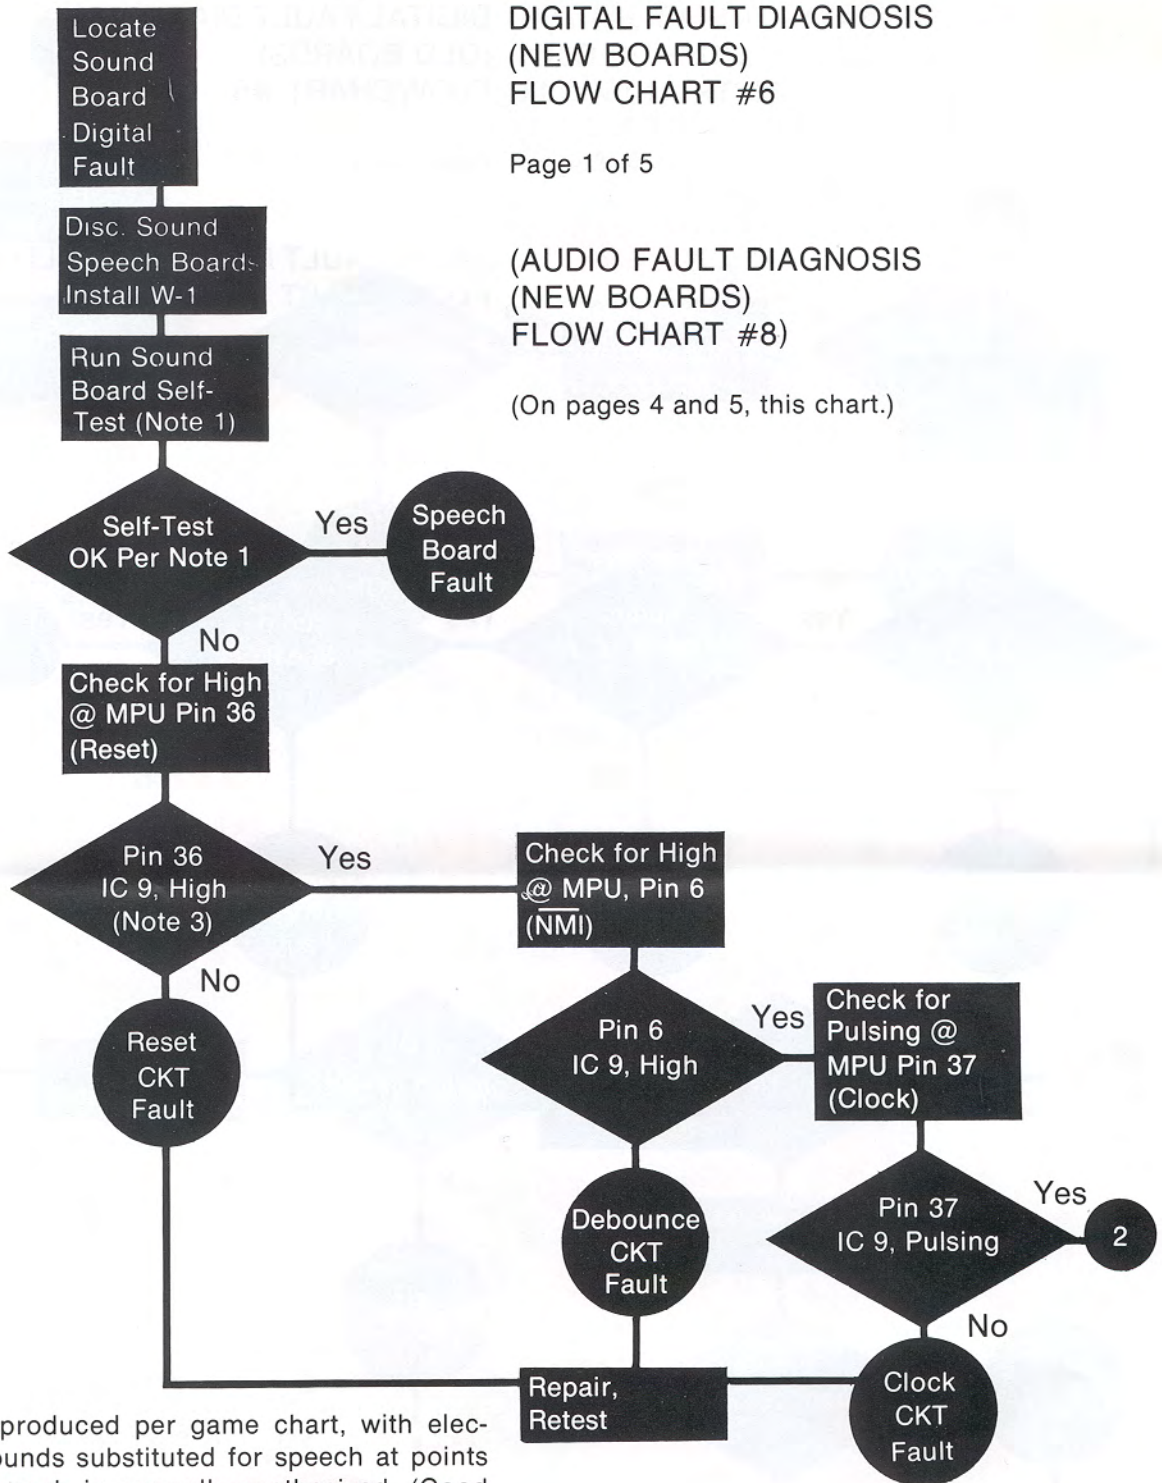 Locate
Sound
Board
Digital
Fault
DIGITAL FAULT DIAGNOSIS
(NEW BOARDS)
FLOW CHART #6
Page 1 of 5
Disc. Sound
Speech Boards
Install W-1
(AUDIO FAULT DIAGNOSIS
(NEW BOARDS)
FLOW CHART #8)
(On pages 4 and 5, this chart.)
Run Sound
Board Self-
Test (Note 1)
Self-Test
OK Per Note 1
Yes
Speech
Board
Fault
No
Check for High
@ MPU Pin 36
(Reset)
Pin 36
IC 9, High
(Note 3)
Yes
Check for High
@ MPU, Pin 6
(NMI)
No
Reset
CKT
Fault
Pin 6
IC 9, High
Yes
Check for
Pulsing @
MPU Pin 37
(Clock)
Debounce
CKT
Fault
Pin 37
IC 9, Pulsing
Yes
2
No
Clock
CKT
Fault
Repair,
Retest
produced per game chart, with elec-
ounds substituted for speech at points